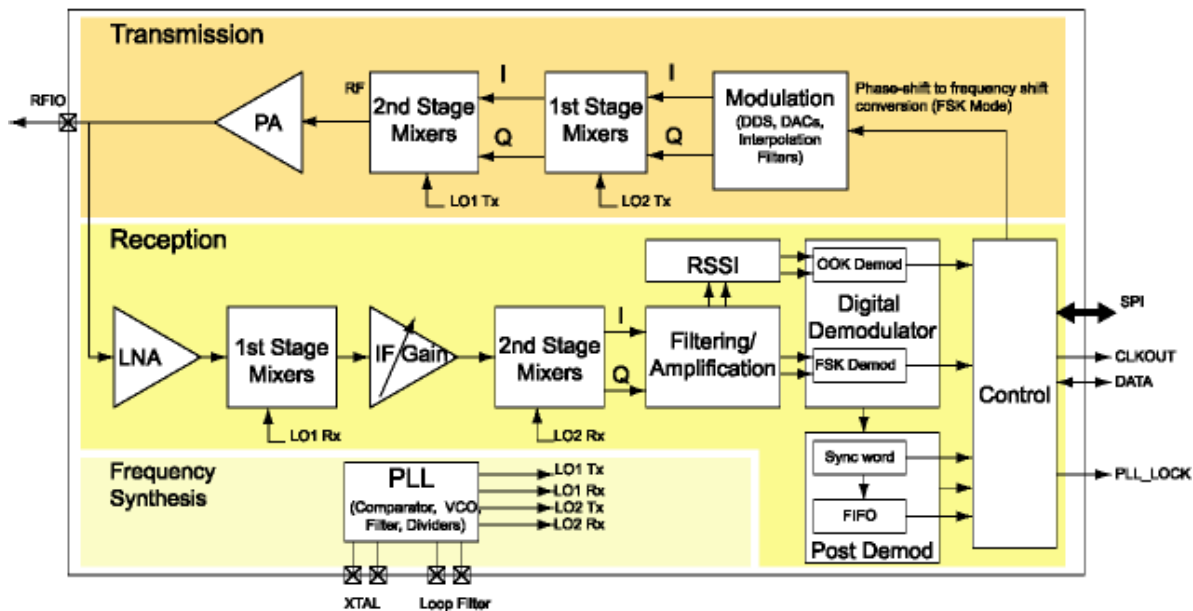 Transmission
RFIO
PA
RF
2nd Stage
Mixers
LO1 Tx
I
Q
1st Stage
Mixers
LO2 Tx
I
Q
Modulation
(DDS, DACs,
Interpolation
Filters)
Phase-shift to frequency shift
conversion (FSK Mode)
Reception
LNA
1st Stage
Mixers
LO1 Rx
IF Gain
2nd Stage
Mixers
LO2 Rx
I
Q
RSSI
Filtering/
Amplification
OOK Demod
Digital
Demodulator
FSK Demod
Sync word
FIFO
Post Demod
Control
SPI
CLKOUT
DATA
PLL_LOCK
Frequency
Synthesis
PLL
(Comparator, VCO,
Filter, Dividers)
LO1 Tx
LO1 Rx
LO2 Tx
LO2 Rx
XTAL
Loop Filter